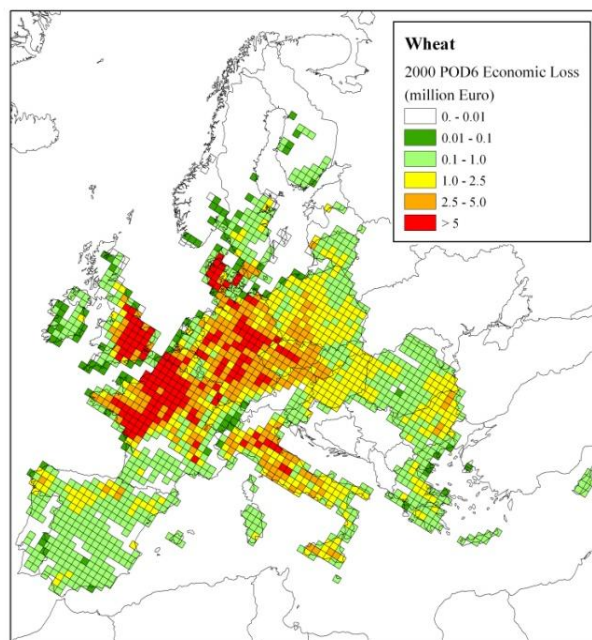 Wheat
2000 POD6 Economic Loss
(million Euro)
0. - 0.01
0.01 - 0.1
0.1 - 1.0
1.0 - 2.5
2.5 - 5.0
> 5